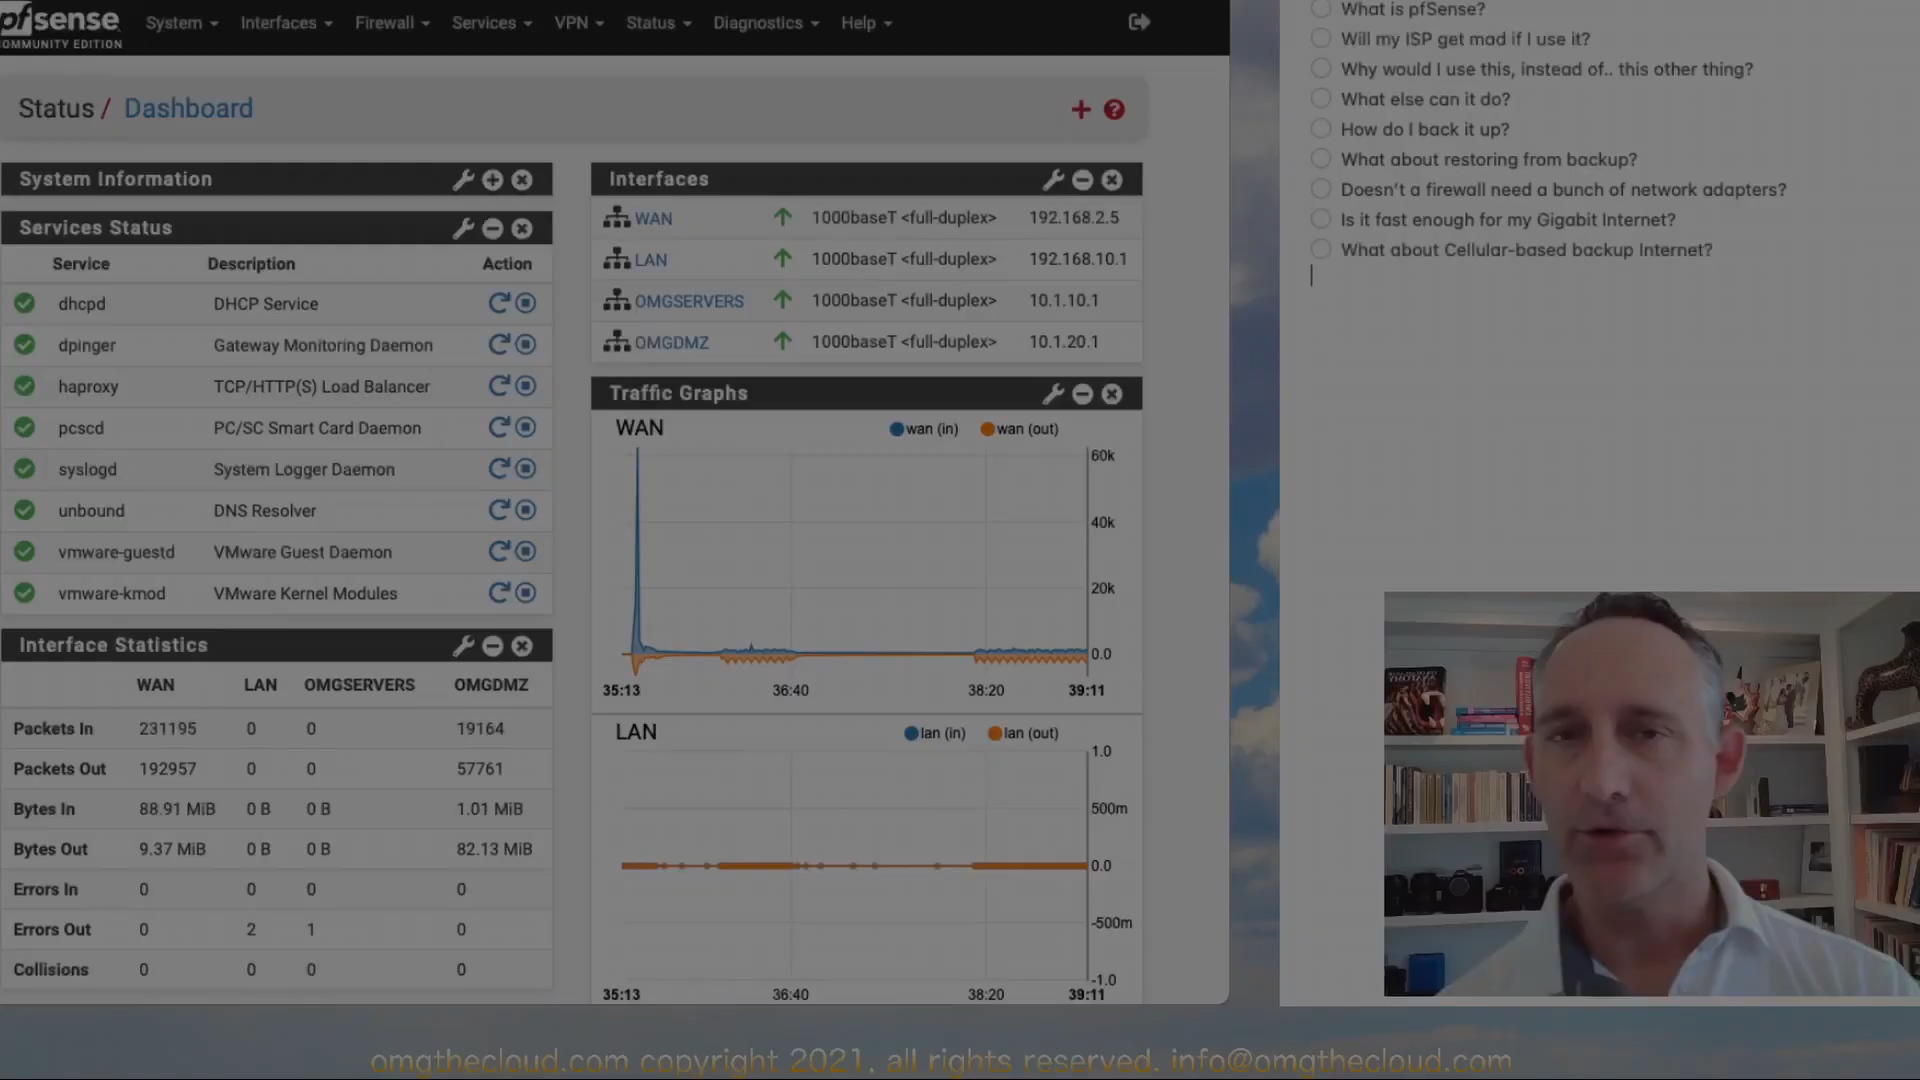 pfsense
COMMUNITY EDITION
System Interfaces Firewall Services VPN Status Diagnostics Help
Status / Dashboard
System Information
Services Status
Service Description Action
dhcpd DHCP Service
dpinger Gateway Monitoring Daemon
haproxy TCP/HTTP(S) Load Balancer
pcscd PC/SC Smart Card Daemon
syslogd System Logger Daemon
unbound DNS Resolver
vmware-guestd VMware Guest Daemon
vmware-kmod VMware Kernel Modules
Interface Statistics
WAN LAN OMGSERVERS OMGDMZ
Packets In 231195 0 0 19164
Packets Out 192957 0 0 57761
Bytes In 88.91 MiB 0 B 0 B 1.01 MiB
Bytes Out 9.37 MiB 0 B 0 B 82.13 MiB
Errors In 0 0 0 0
Errors Out 0 2 1 0
Collisions 0 0 0 0
Interfaces
WAN 1000baseT <full-duplex> 192.168.2.5
LAN 1000baseT <full-duplex> 192.168.10.1
OMGSERVERS 1000baseT <full-duplex> 10.1.10.1
OMGDMZ 1000baseT <full-duplex> 10.1.20.1
Traffic Graphs
WAN wan (in) wan (out)
60k
40k
20k
0.0
35:13 36:40 38:20 39:11
LAN lan (in) lan (out)
1.0
500m
0.0
-500m
-1.0
35:13 36:40 38:20 39:11
What is pfSense?
Will my ISP get mad if I use it?
Why would I use this, instead of.. this other thing?
What else can it do?
How do I back it up?
What about restoring from backup?
Doesn't a firewall need a bunch of network adapters?
Is it fast enough for my Gigabit Internet?
What about Cellular-based backup Internet?
omgthecloud.com copyright 2021, all rights reserved. info@omgthecloud.com